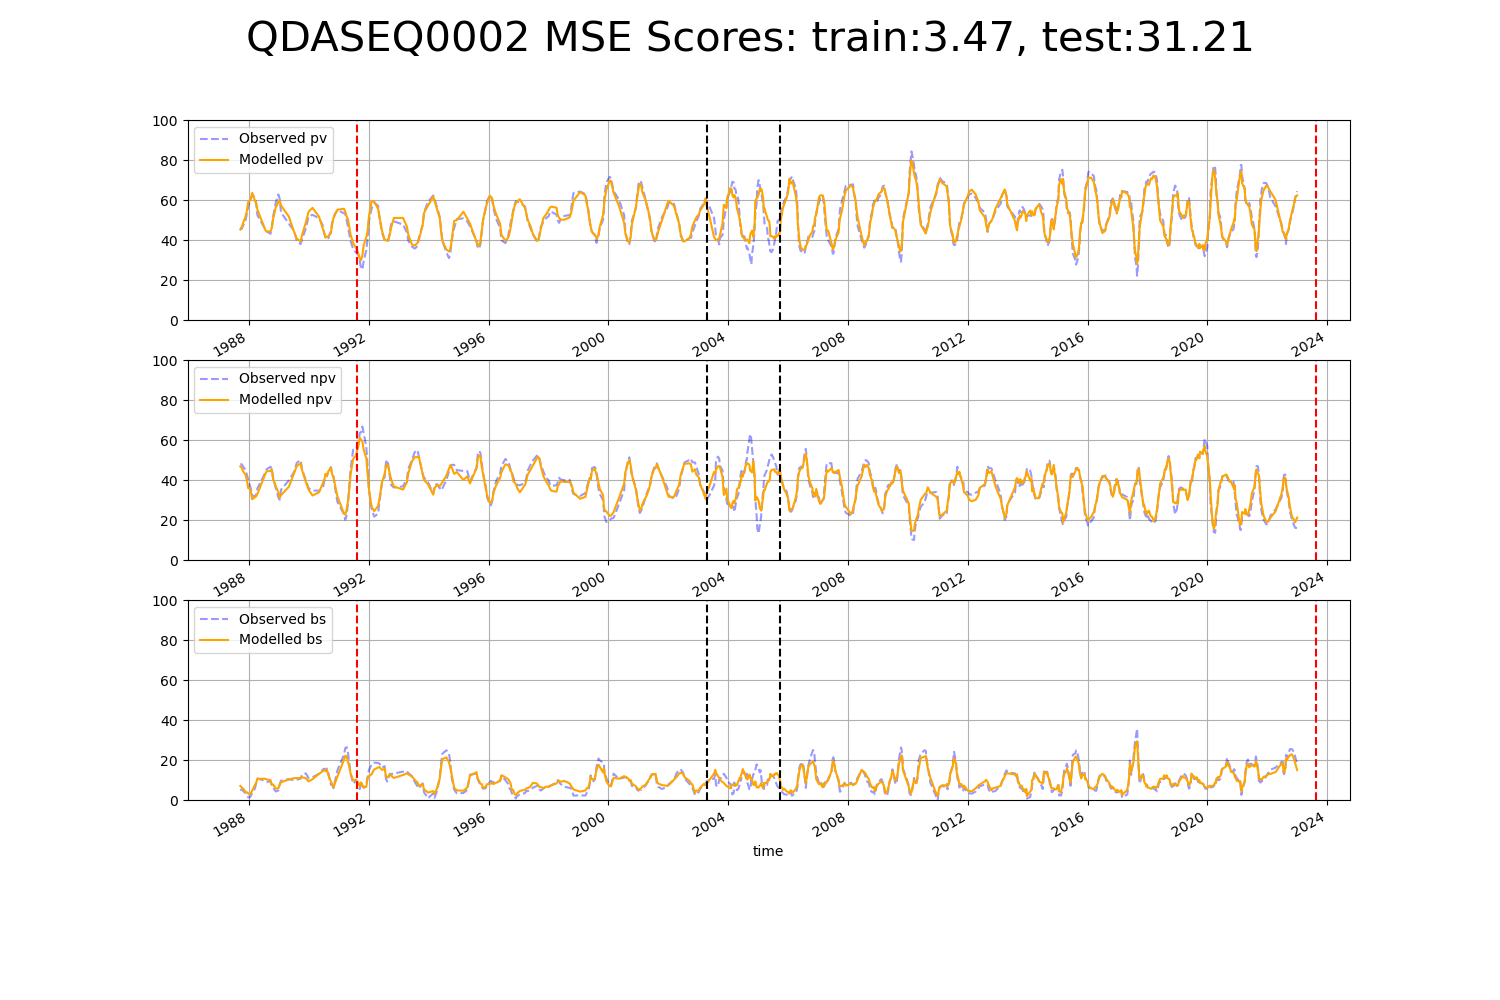 QDASEQ0002 MSE Scores: train:3.47, test:31.21
100
80
60
40
20
0
Observed pv
Modelled pv
1988 1992 1996 2000 2004 2008 2012 2016 2020 2024
100
80
60
40
20
0
Observed npv
Modelled npv
1988 1992 1996 2000 2004 2008 2012 2016 2020 2024
100
80
60
40
20
0
Observed bs
Modelled bs
1988 1992 1996 2000 2004 2008 2012 2016 2020 2024
time